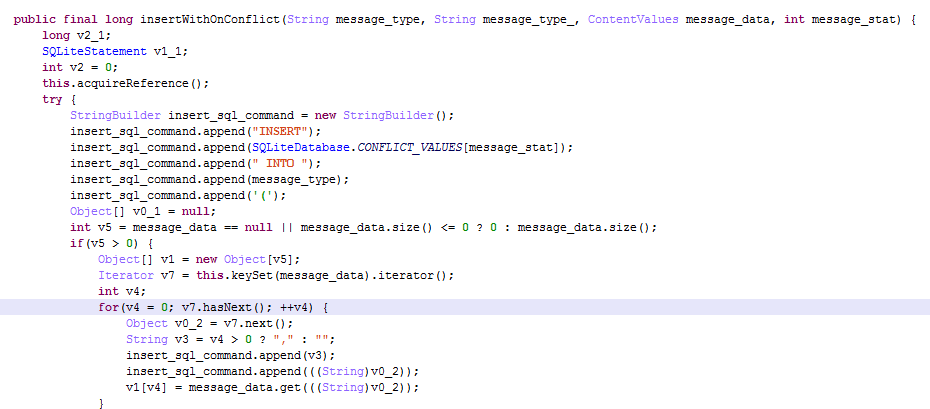 public final long insertWithOnConflict(String message_type, String message_type_, ContentValues message_data, int message_stat) {
long v2_1;
SQLiteStatement v1_1;
int v2 = 0;
this.acquireReference();
try {
StringBuilder insert_sql_command = new StringBuilder();
insert_sql_command.append("INSERT");
insert_sql_command.append(SQLiteDatabase.CONFLICT_VALUES[message_stat]);
insert_sql_command.append(" INTO ");
insert_sql_command.append(message_type);
insert_sql_command.append('(');
Object[] v0_1 = null;
int v5 = message_data == null || message_data.size() <= 0 ? 0 : message_data.size();
if(v5 > 0) {
Object[] v1 = new Object[v5];
Iterator v7 = this.keySet(message_data).iterator();
int v4;
for(v4 = 0; v7.hasNext(); ++v4) {
Object v0_2 = v7.next();
String v3 = v4 > 0 ? "," : "";
insert_sql_command.append(v3);
insert_sql_command.append(((String)v0_2));
v1[v4] = message_data.get(((String)v0_2));
}